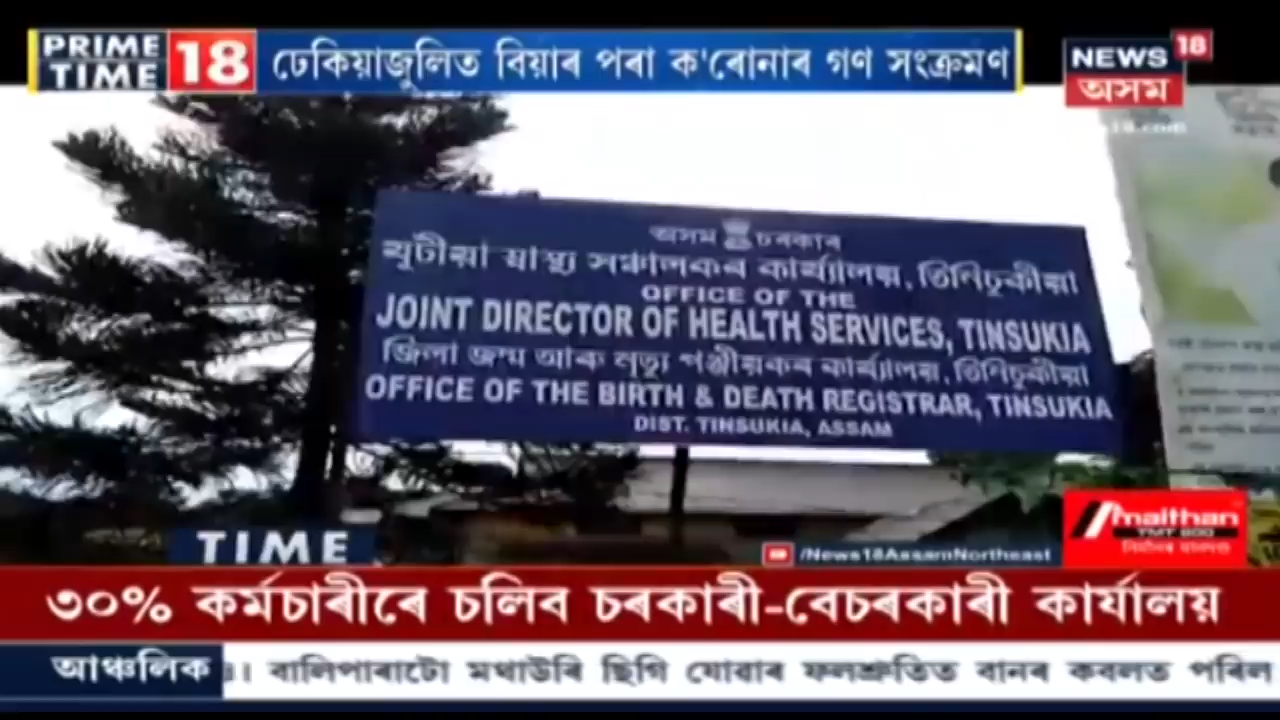 PRIME TIME 18
ঢেকিয়াজুলিত বিয়াৰ পৰা ক'ৰোনাৰ গণ সংক্ৰমণ
NEWS 18
অসম
অসম চৰকাৰ
যুটীয়া স্বাস্থ্য সঞ্চালকৰ কাৰ্য্যালয়, তিনিচুকীয়া
OFFICE OF THE
JOINT DIRECTOR OF HEALTH SERVICES, TINSUKIA
জিলা জন্ম আৰু মৃত্যু পঞ্জীয়কৰ কাৰ্য্যালয়, তিনিচুকীয়া
OFFICE OF THE BIRTH & DEATH REGISTRAR, TINSUKIA
DIST. TINSUKIA, ASSAM
TIME
/News18AssamNortheast
maithan
TMT 600
৩০% কৰ্মচাৰীৰে চলিব চৰকাৰী-বেচৰকাৰী কাৰ্যালয়
আঞ্চলিক
।। বালিপাৰাটো মথাউৰি ছিগি যোৱাৰ ফলশ্ৰুতিত বানৰ কবলত পৰিল